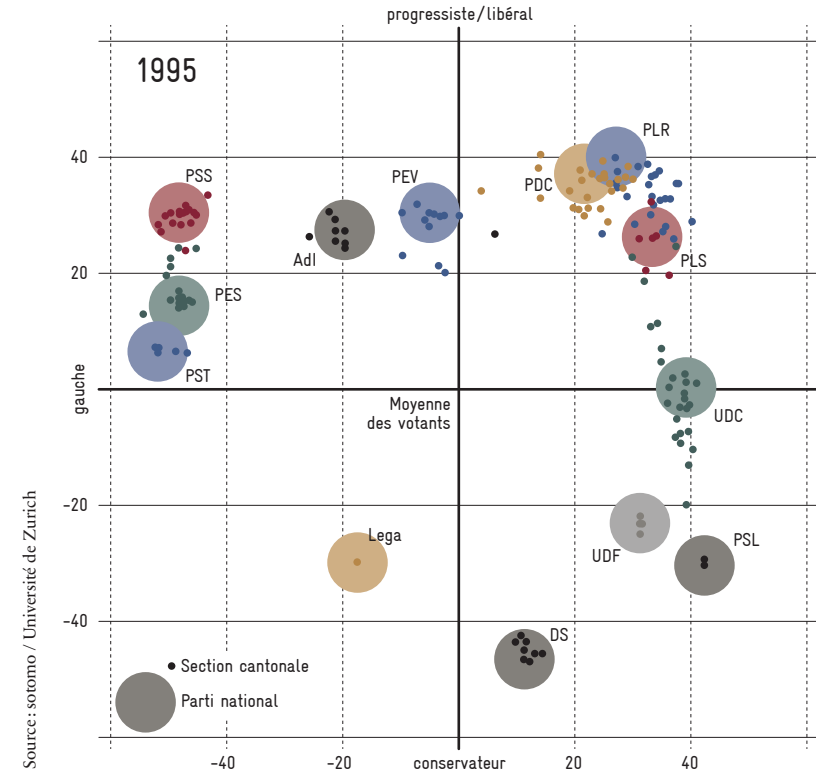 progressiste/libéral
1995
PLR
40
PSS
PEV
PDC
AdI
PLS
20
PES
PST
gauche
Moyenne
des votants
UDC
-20
Lega
UDF
PSL
-40
DS
Section cantonale
Parti national
-40
-20
conservateur
20
40
Source: sotomo / Université de Zurich